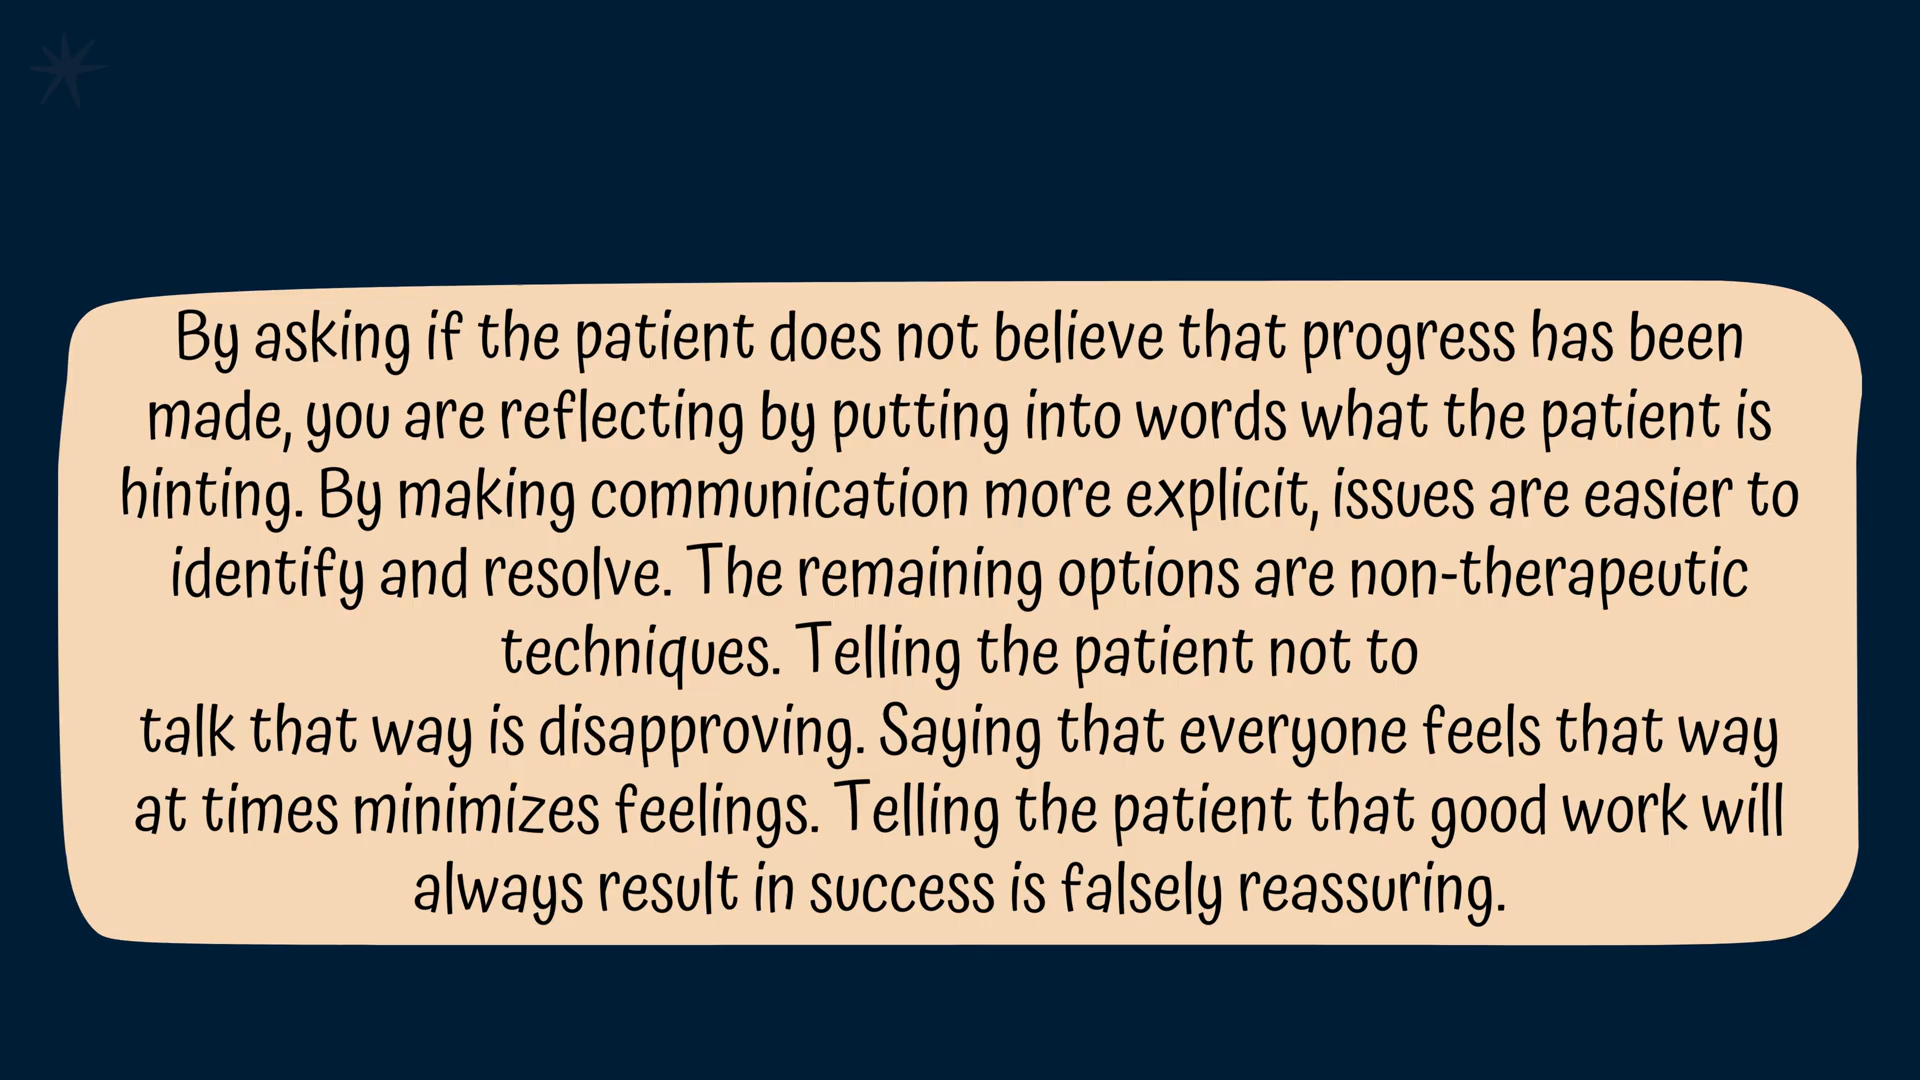 By asking if the patient does not believe that progress has been
made, you are reflecting by putting into words what the patient is
hinting. By making communication more explicit, issues are easier to
identify and resolve. The remaining options are non-therapeutic
techniques. Telling the patient not to
talk that way is disapproving. Saying that everyone feels that way
at times minimizes feelings. Telling the patient that good work will
always result in success is falsely reassuring.